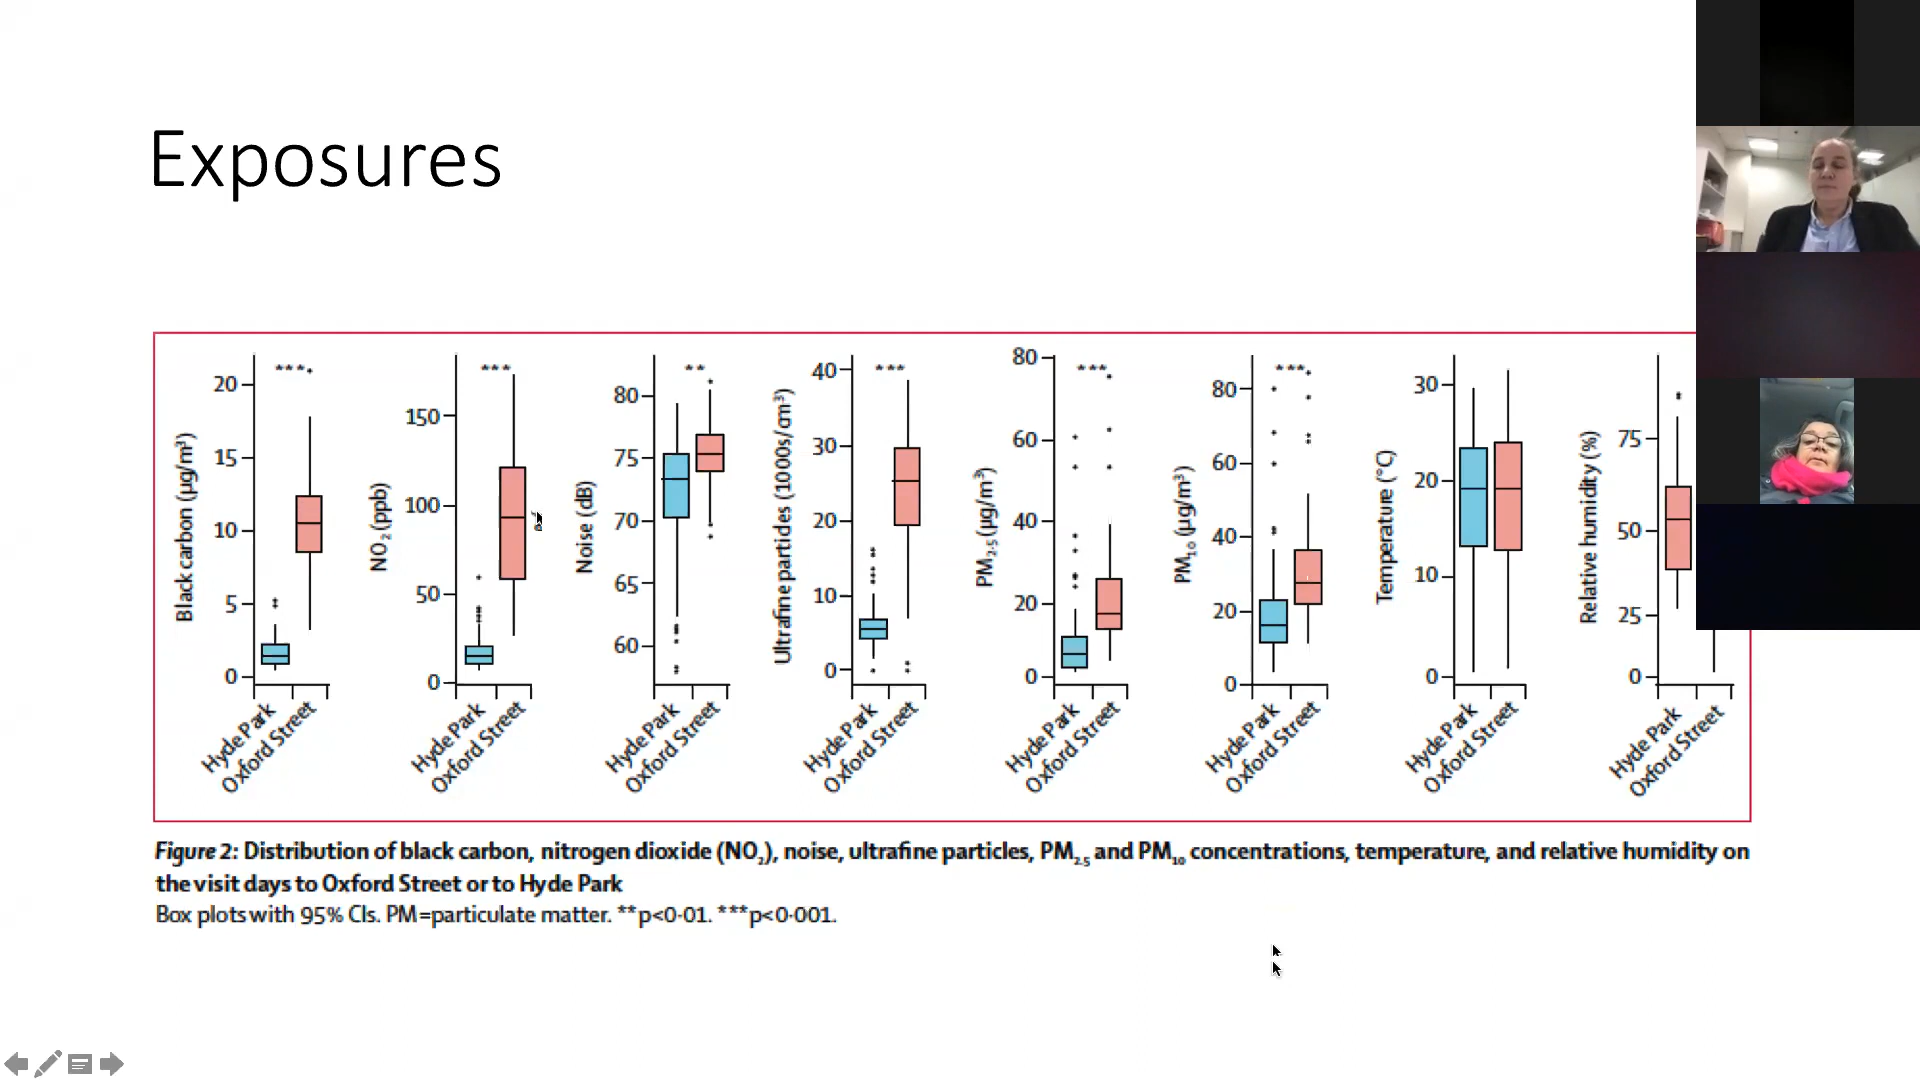 Exposures
Black carbon (μg/m³)
20
15
10
5
0
***
Hyde Park
Oxford Street
NO₂ (ppb)
150
100
50
0
***
Hyde Park
Oxford Street
Noise (dB)
80
75
70
65
60
**
Hyde Park
Oxford Street
Ultrafine particles (1000s/cm³)
40
30
20
10
0
***
Hyde Park
Oxford Street
PM₂.₅ (μg/m³)
80
60
40
20
0
***
Hyde Park
Oxford Street
PM₁₀ (μg/m³)
80
60
40
20
0
***
Hyde Park
Oxford Street
Temperature (°C)
30
20
10
0
Hyde Park
Oxford Street
Relative humidity (%)
75
50
25
0
Hyde Park
Oxford Street
Figure 2: Distribution of black carbon, nitrogen dioxide (NO₂), noise, ultrafine particles, PM₂.₅ and PM₁₀ concentrations, temperature, and relative humidity on
the visit days to Oxford Street or to Hyde Park
Box plots with 95% CIs. PM=particulate matter. **p<0·01. ***p<0·001.